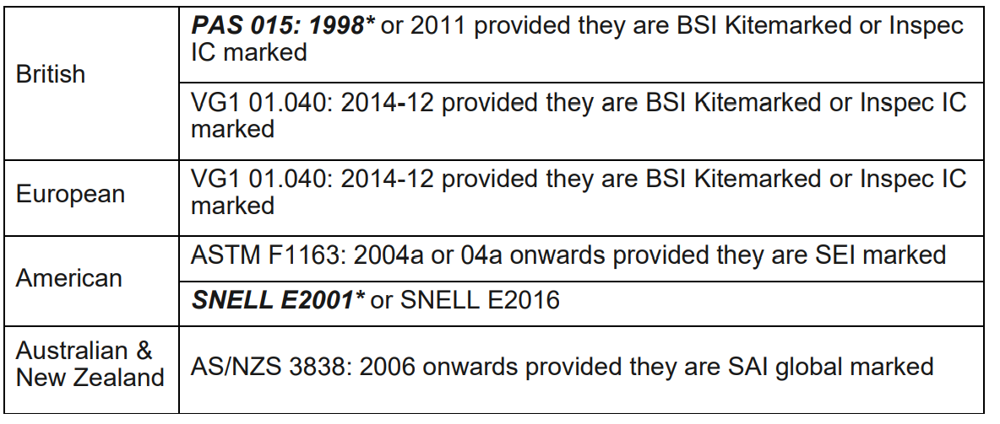 British
PAS 015: 1998* or 2011 provided they are BSI Kitemarked or Inspec
IC marked
VG1 01.040: 2014-12 provided they are BSI Kitemarked or Inspec IC
marked
European
VG1 01.040: 2014-12 provided they are BSI Kitemarked or Inspec IC
marked
American
ASTM F1163: 2004a or 04a onwards provided they are SEI marked
SNELL E2001* or SNELL E2016
Australian &
New Zealand
AS/NZS 3838: 2006 onwards provided they are SAI global marked